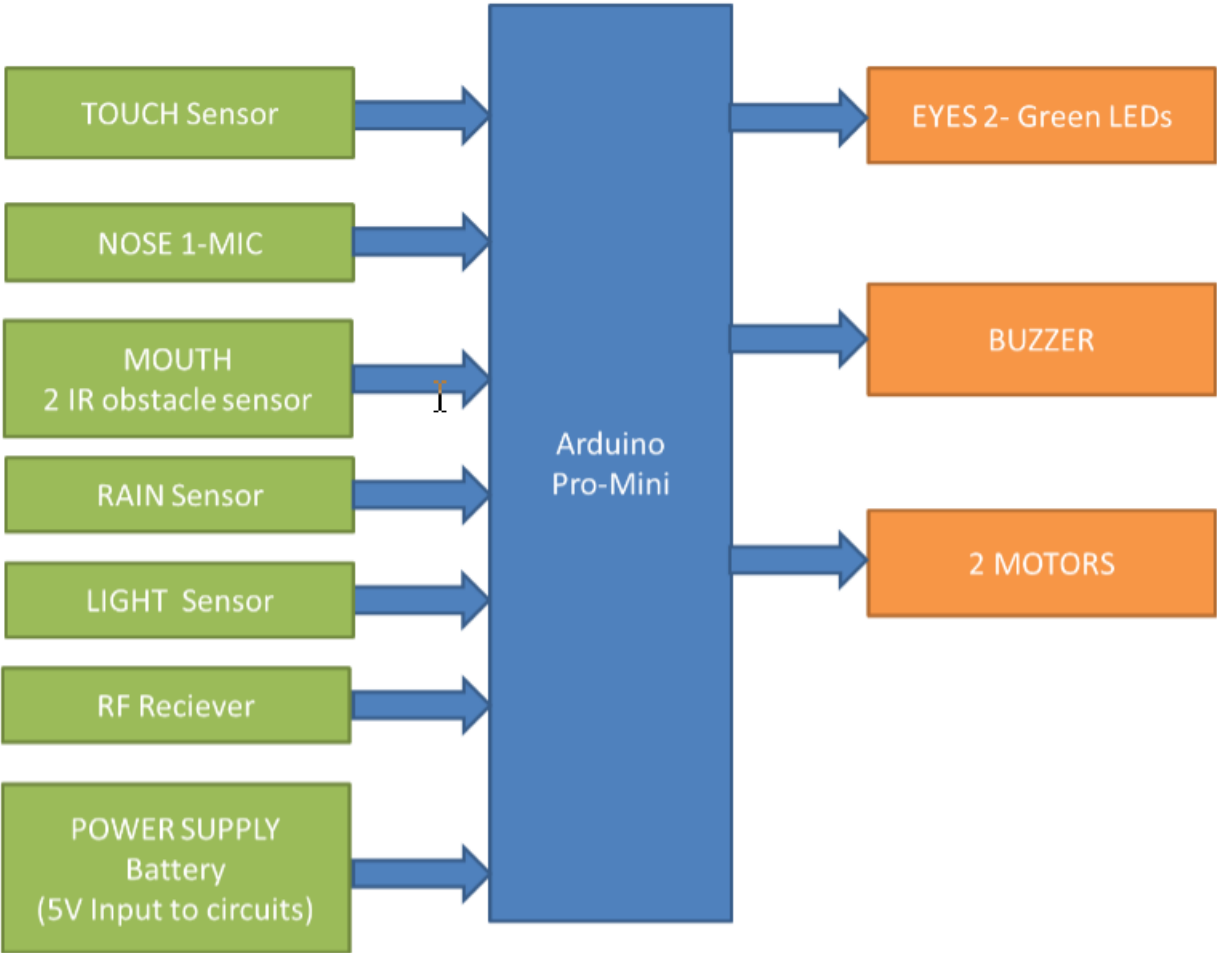 TOUCH Sensor
NOSE 1-MIC
MOUTH
2 IR obstacle sensor
RAIN Sensor
LIGHT Sensor
RF Reciever
POWER SUPPLY
Battery
(5V Input to circuits)
Arduino
Pro-Mini
EYES 2- Green LEDs
BUZZER
2 MOTORS